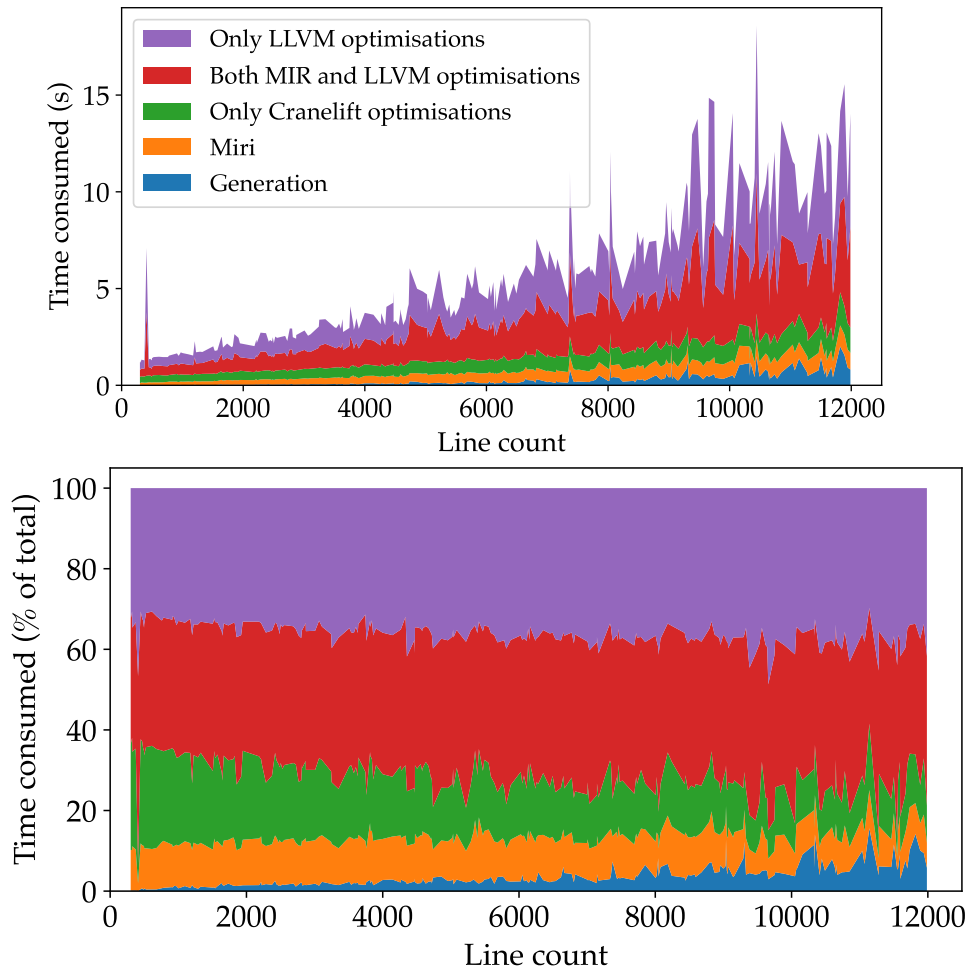 Only LLVM optimisations
Both MIR and LLVM optimisations
Only Cranelift optimisations
Miri
Generation
Time consumed (s)
15
10
5
0
0 2000 4000 6000 8000 10000 12000
Line count
Time consumed (% of total)
100
80
60
40
20
0
0 2000 4000 6000 8000 10000 12000
Line count